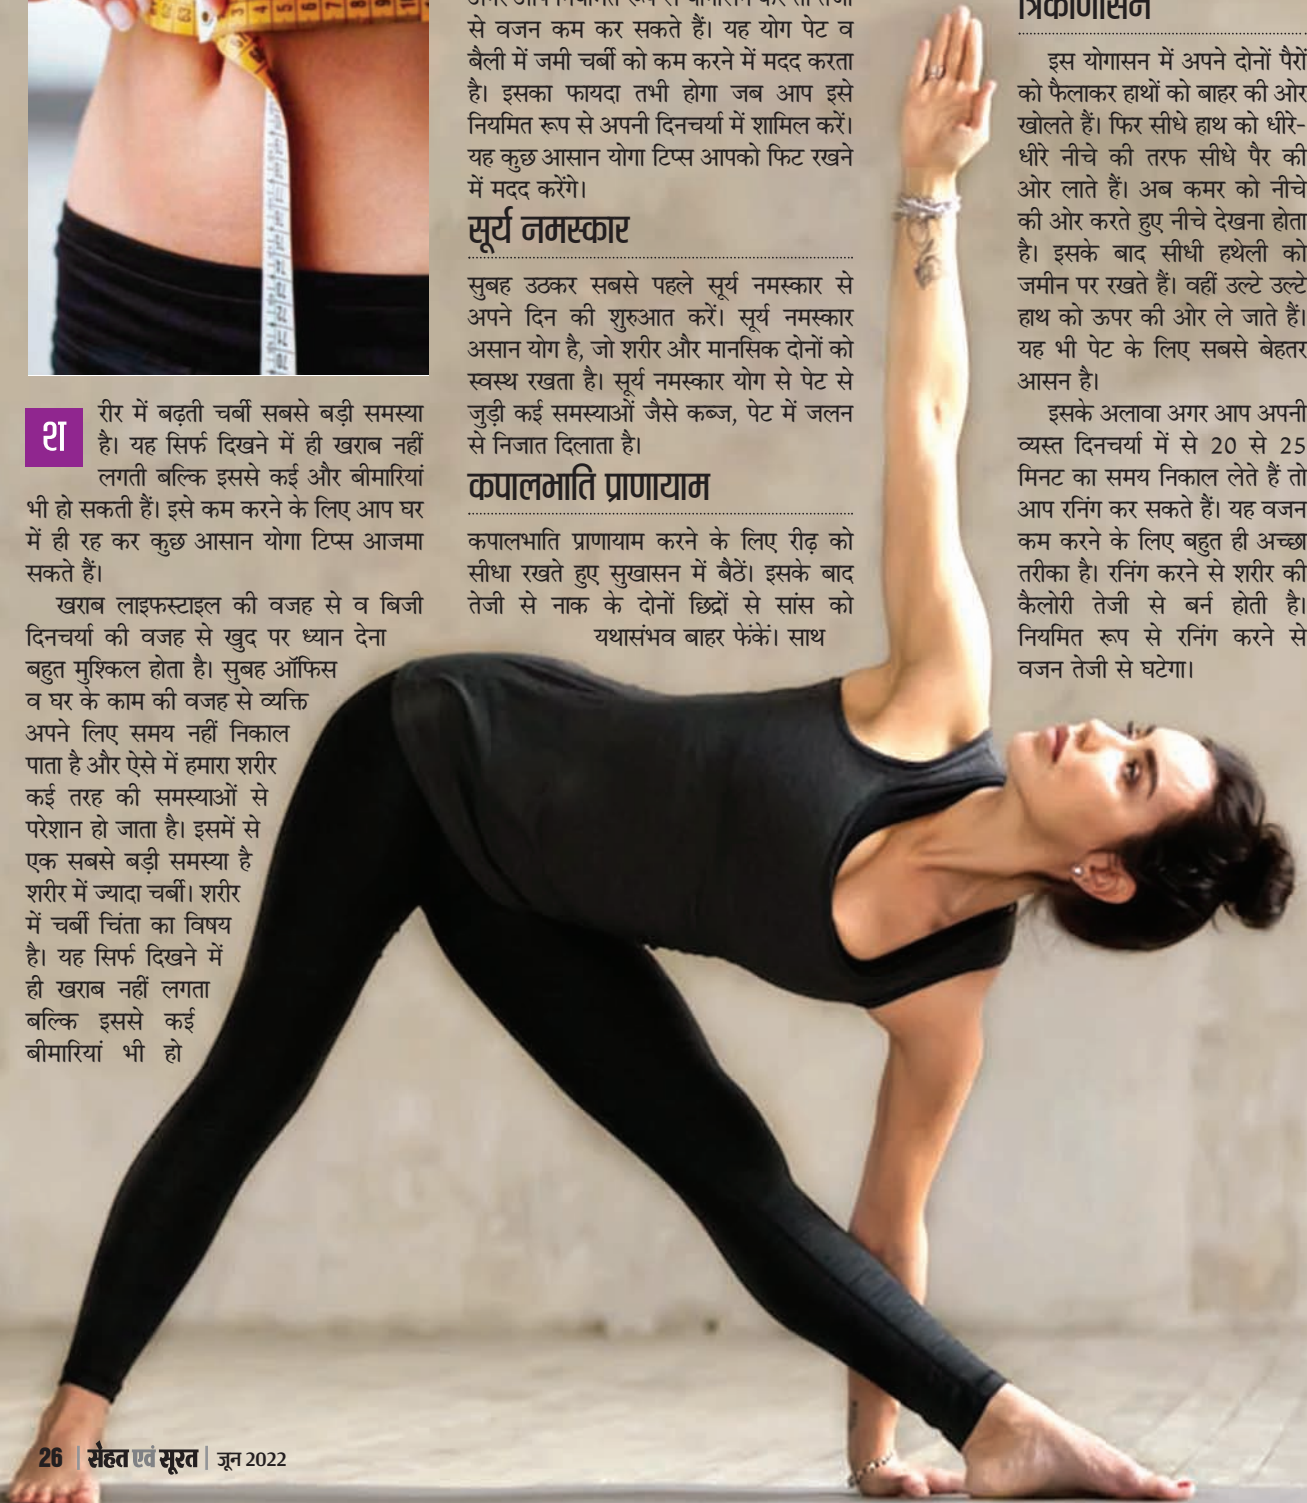 श
रीर में बढ़ती चर्बी सबसे बड़ी समस्या
है। यह सिर्फ दिखने में ही खराब नहीं
लगती बल्कि इससे कई और बीमारियां
भी हो सकती हैं। इसे कम करने के लिए आप घर
में ही रह कर कुछ आसान योगा टिप्स आजमा
सकते हैं।
खराब लाइफस्टाइल की वजह से व बिजी
दिनचर्या की वजह से खुद पर ध्यान देना
बहुत मुश्किल होता है। सुबह ऑफिस
व घर के काम की वजह से व्यक्ति
अपने लिए समय नहीं निकाल
पाता है और ऐसे में हमारा शरीर
कई तरह की समस्याओं से
परेशान हो जाता है। इसमें से
एक सबसे बड़ी समस्या है
शरीर में ज्यादा चर्बी। शरीर
में चर्बी चिंता का विषय
है। यह सिर्फ दिखने में
ही खराब नहीं लगता
बल्कि इससे कई
बीमारियां भी हो
से वजन कम कर सकते हैं। यह योग पेट व
बैली में जमी चर्बी को कम करने में मदद करता
है। इसका फायदा तभी होगा जब आप इसे
नियमित रूप से अपनी दिनचर्या में शामिल करें।
यह कुछ आसान योगा टिप्स आपको फिट रखने
में मदद करेंगे।
सूर्य नमस्कार
सुबह उठकर सबसे पहले सूर्य नमस्कार से
अपने दिन की शुरुआत करें। सूर्य नमस्कार
असान योग है, जो शरीर और मानसिक दोनों को
स्वस्थ रखता है। सूर्य नमस्कार योग से पेट से
जुड़ी कई समस्याओं जैसे कब्ज, पेट में जलन
से निजात दिलाता है।
कपालभाति प्राणायाम
कपालभाति प्राणायाम करने के लिए रीढ़ को
सीधा रखते हुए सुखासन में बैठें। इसके बाद
तेजी से नाक के दोनों छिद्रों से सांस को
यथासंभव बाहर फेंकें। साथ
त्रिकोणासन
इस योगासन में अपने दोनों पैरों
को फैलाकर हाथों को बाहर की ओर
खोलते हैं। फिर सीधे हाथ को धीरे-
धीरे नीचे की तरफ सीधे पैर की
ओर लाते हैं। अब कमर को नीचे
की ओर करते हुए नीचे देखना होता
है। इसके बाद सीधी हथेली को
जमीन पर रखते हैं। वहीं उल्टे उल्टे
हाथ को ऊपर की ओर ले जाते हैं।
यह भी पेट के लिए सबसे बेहतर
आसन है।
इसके अलावा अगर आप अपनी
व्यस्त दिनचर्या में से 20 से 25
मिनट का समय निकाल लेते हैं तो
आप रनिंग कर सकते हैं। यह वजन
कम करने के लिए बहुत ही अच्छा
तरीका है। रनिंग करने से शरीर की
कैलोरी तेजी से बर्न होती है।
नियमित रूप से रनिंग करने से
वजन तेजी से घटेगा।
26 | सेहत एवं सूरत | जून 2022